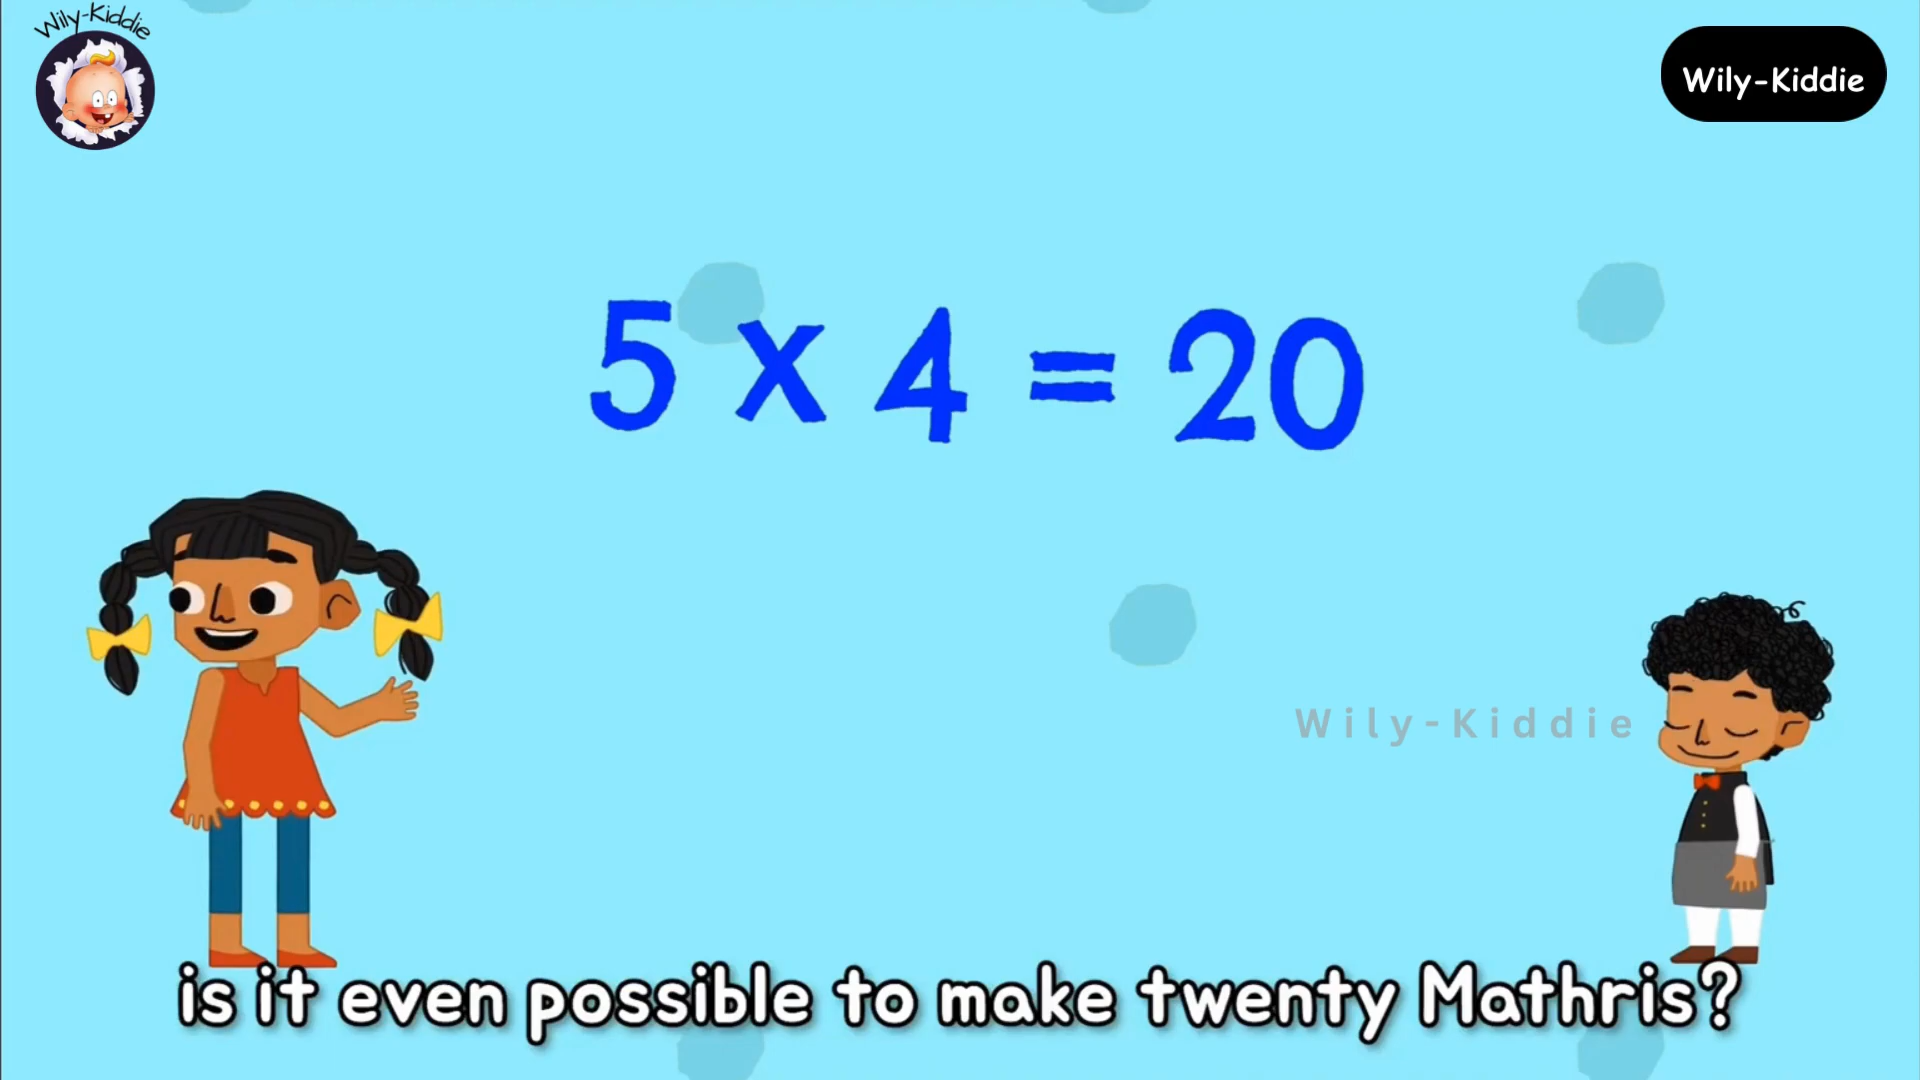 Wily-Kiddie
Wily-Kiddie
5 x 4 = 20
Wily-Kiddie
is it even possible to make twenty Mathris?